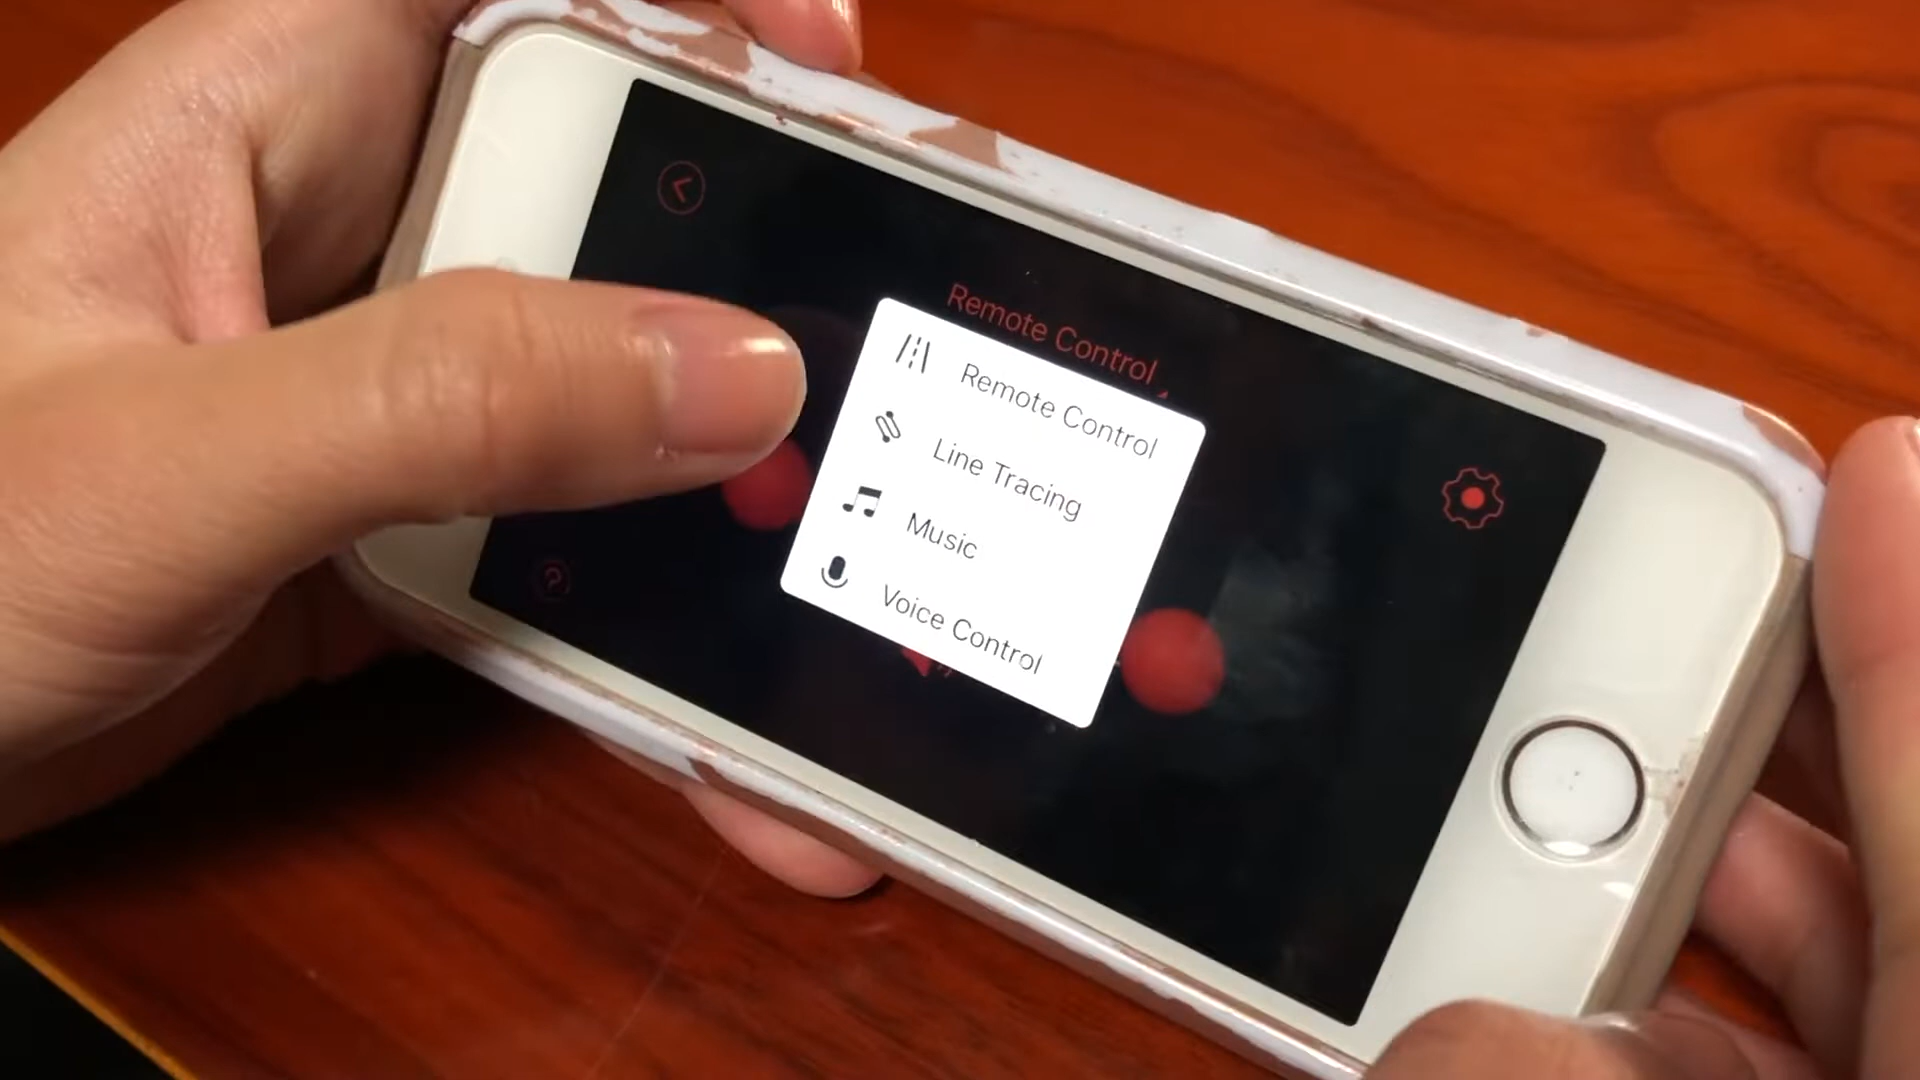 Remote Control
Remote Control
Line Tracing
Music
Voice Control
?